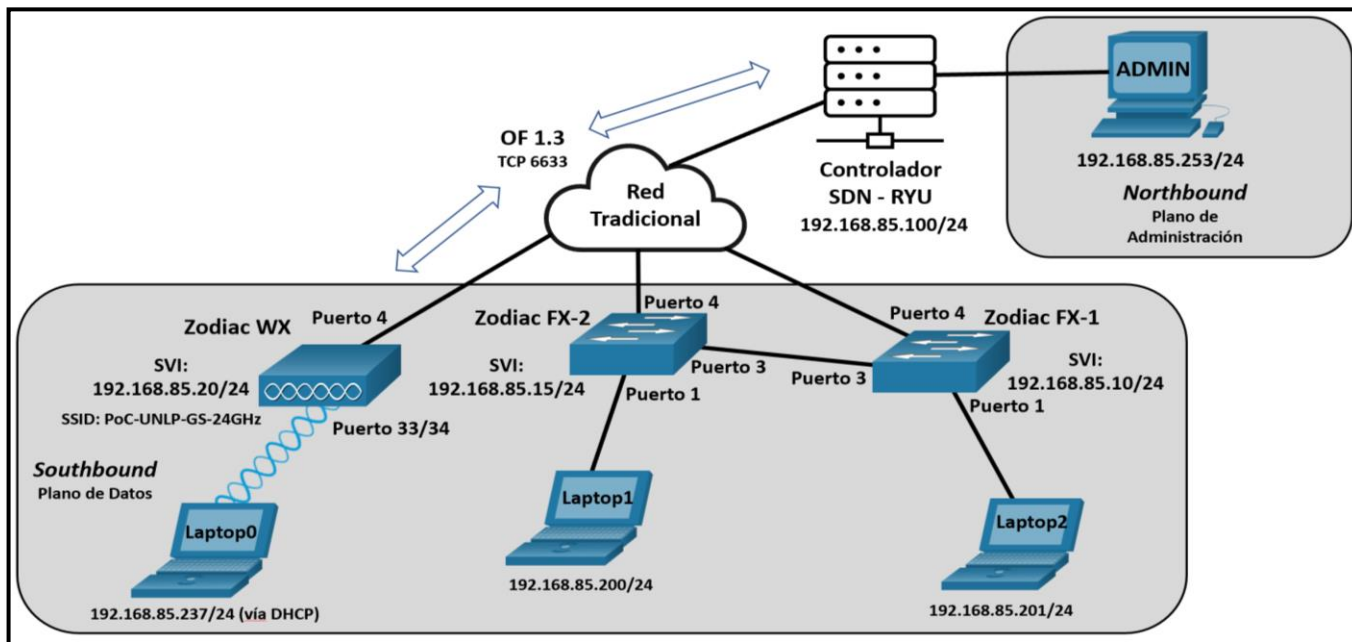 ADMIN
192.168.85.253/24
Northbound
Plano de
Administración
Controlador
SDN - RYU
192.168.85.100/24
OF 1.3
TCP 6633
Red
Tradicional
Zodiac WX
Puerto 4
SVI:
192.168.85.20/24
SSID: PoC-UNLP-GS-24GHz
Puerto 33/34
Zodiac FX-2
Puerto 4
SVI:
192.168.85.15/24
Puerto 3
Puerto 1
Puerto 4
Zodiac FX-1
Puerto 3
SVI:
192.168.85.10/24
Puerto 1
Southbound
Plano de Datos
Laptop0
192.168.85.237/24 (vía DHCP)
Laptop1
192.168.85.200/24
Laptop2
192.168.85.201/24